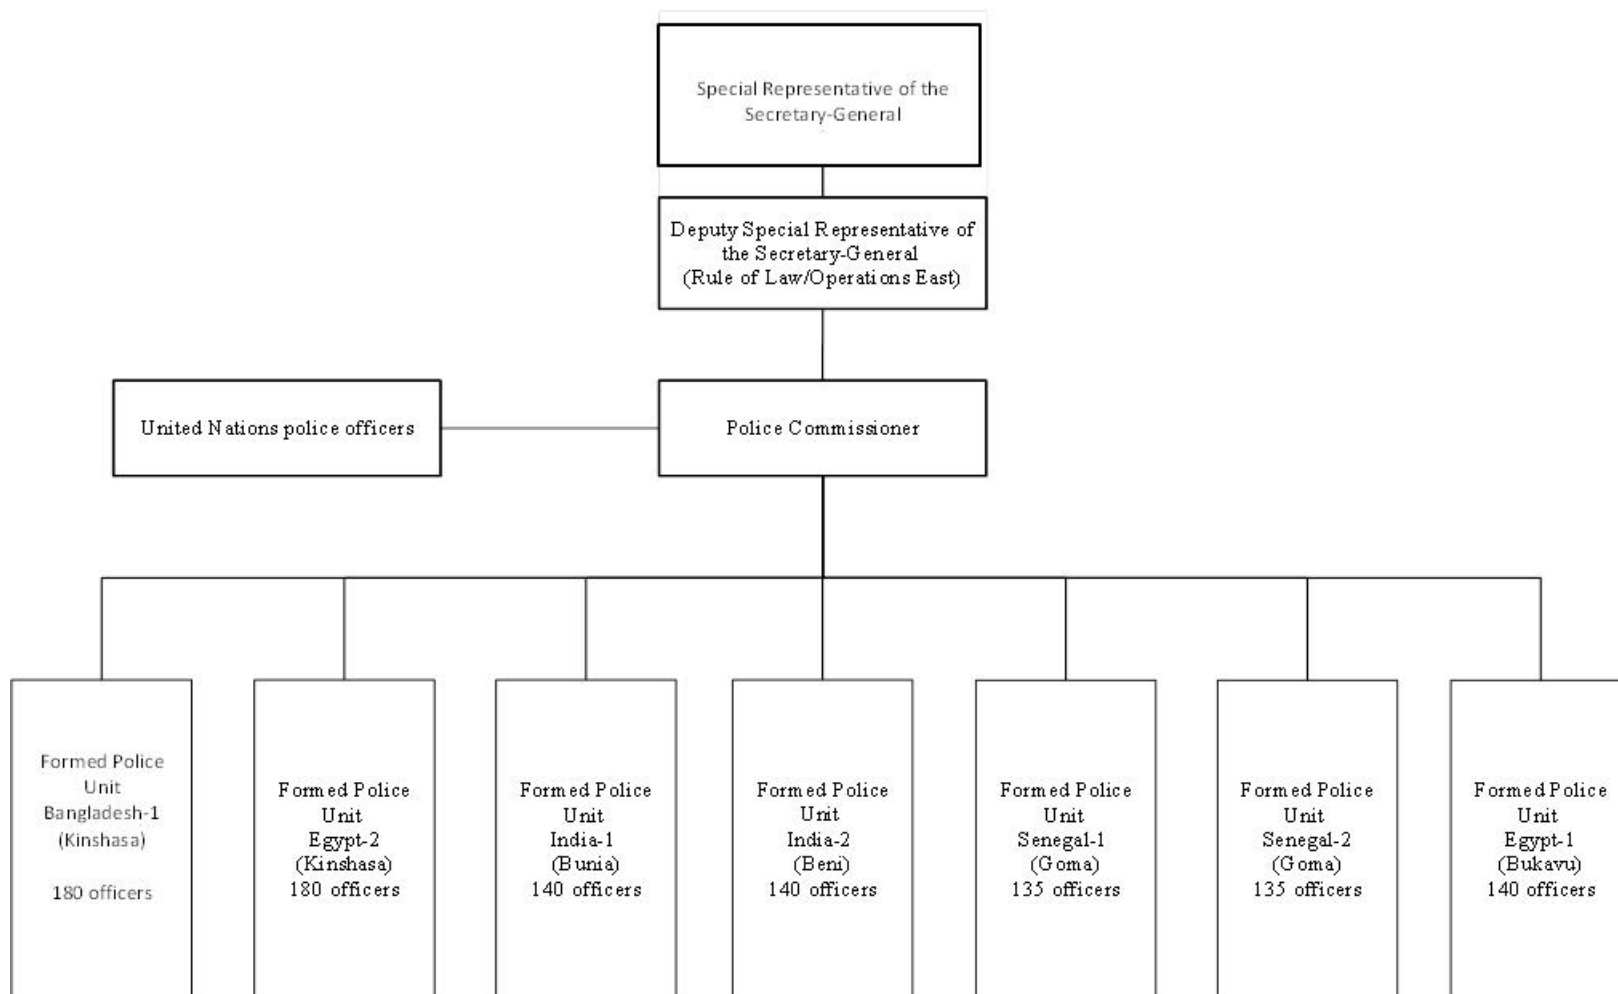 Special Representative of the
Secretary-General
Deputy Special Representative of
the Secretary-General
(Rule of Law/Operations East)
United Nations police officers
Police Commissioner
Formed Police
Unit
Bangladesh-1
(Kinshasa)
180 officers
Formed Police
Unit
Egypt-2
(Kinshasa)
180 officers
Formed Police
Unit
India-1
(Bunia)
140 officers
Formed Police
Unit
India-2
(Beni)
140 officers
Formed Police
Unit
Senegal-1
(Goma)
135 officers
Formed Police
Unit
Senegal-2
(Goma)
135 officers
Formed Police
Unit
Egypt-1
(Bukavu)
140 officers